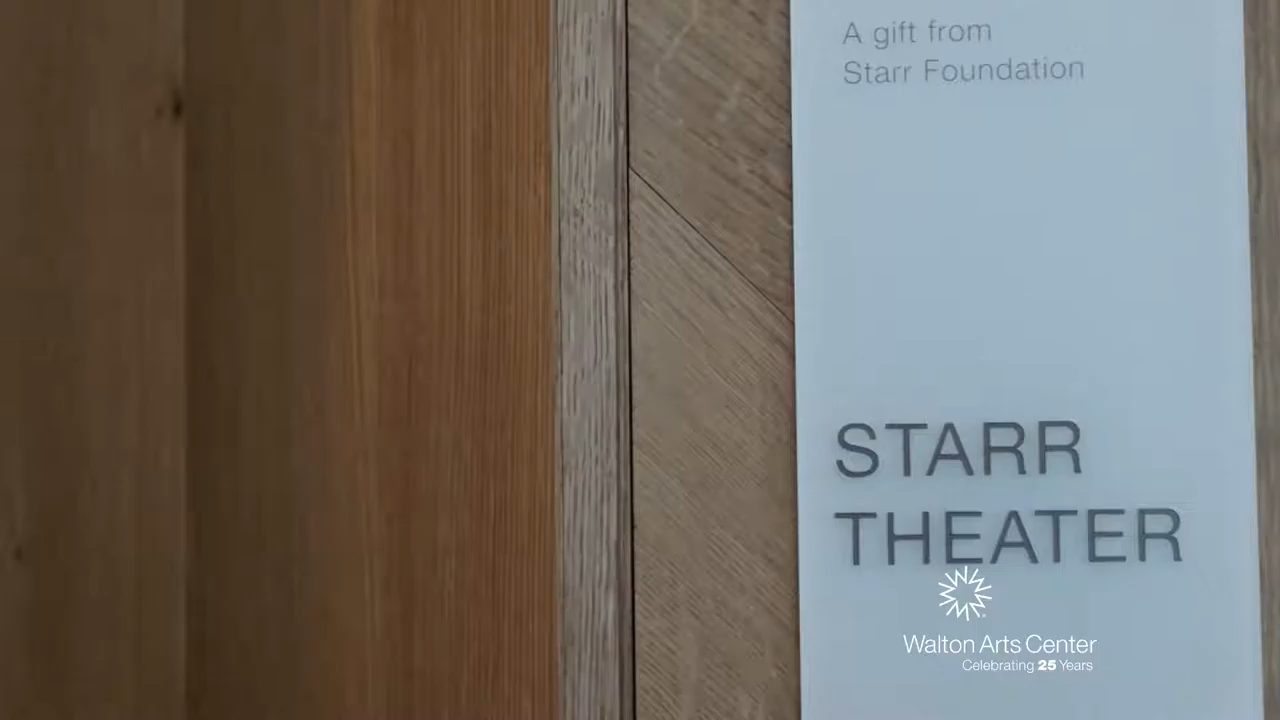 A gift from
Starr Foundation
STARR
THEATER
Walton Arts Center
Celebrating 25 Years